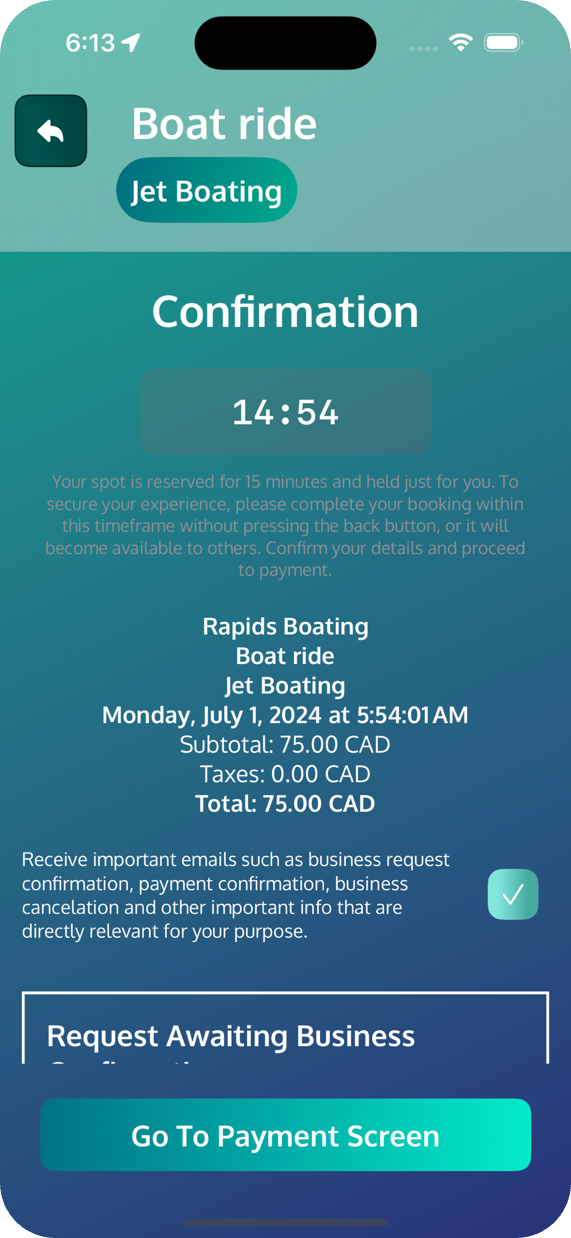 6:13
Boat ride
Jet Boating
Confirmation
14:54
Your spot is reserved for 15 minutes and held just for you. To
secure your experience, please complete your booking within
this timeframe without pressing the back button, or it will
become available to others. Confirm your details and proceed
to payment.
Rapids Boating
Boat ride
Jet Boating
Monday, July 1, 2024 at 5:54:01 AM
Subtotal: 75.00 CAD
Taxes: 0.00 CAD
Total: 75.00 CAD
Receive important emails such as business request
confirmation, payment confirmation, business
cancelation and other important info that are
directly relevant for your purpose.
Request Awaiting Business
Go To Payment Screen